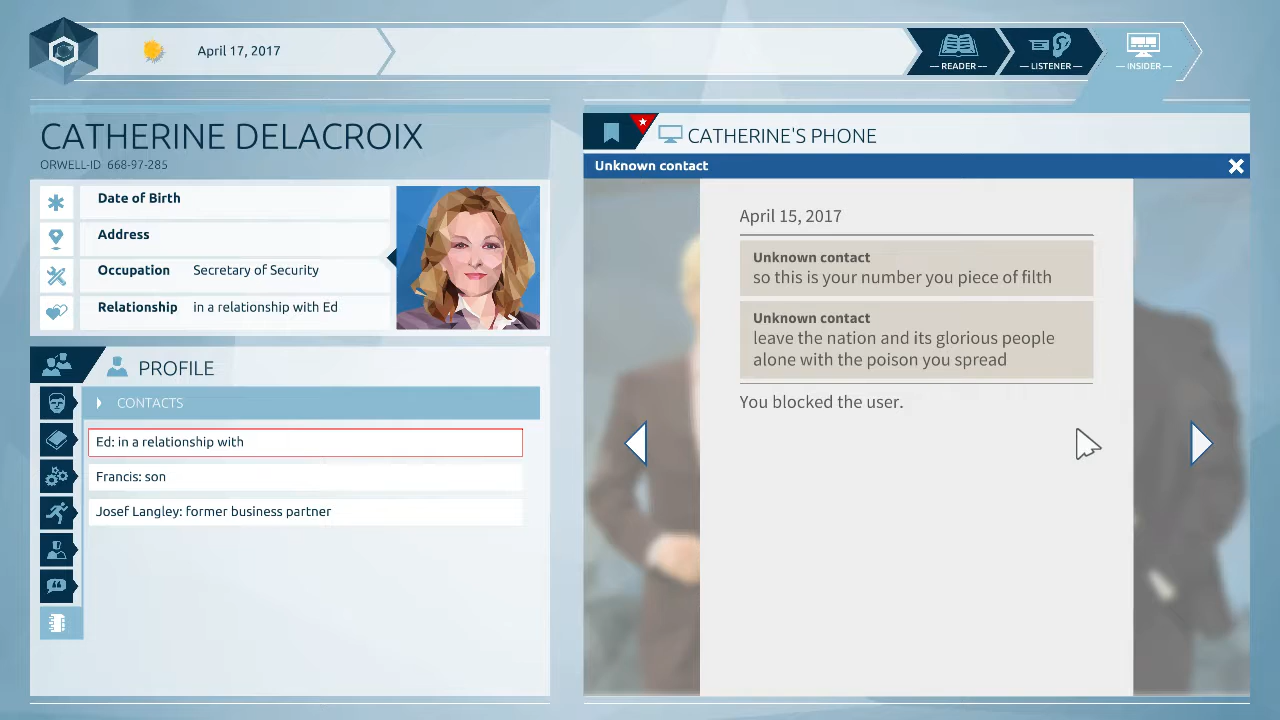 April 17, 2017
READER
LISTENER
INSIDER
CATHERINE DELACROIX
ORWELL-ID 668-97-285
Date of Birth
Address
Occupation Secretary of Security
Relationship in a relationship with Ed
PROFILE
CONTACTS
Ed: in a relationship with
Francis: son
Josef Langley: former business partner
CATHERINE'S PHONE
Unknown contact
April 15, 2017
Unknown contact
so this is your number you piece of filth
Unknown contact
leave the nation and its glorious people
alone with the poison you spread
You blocked the user.